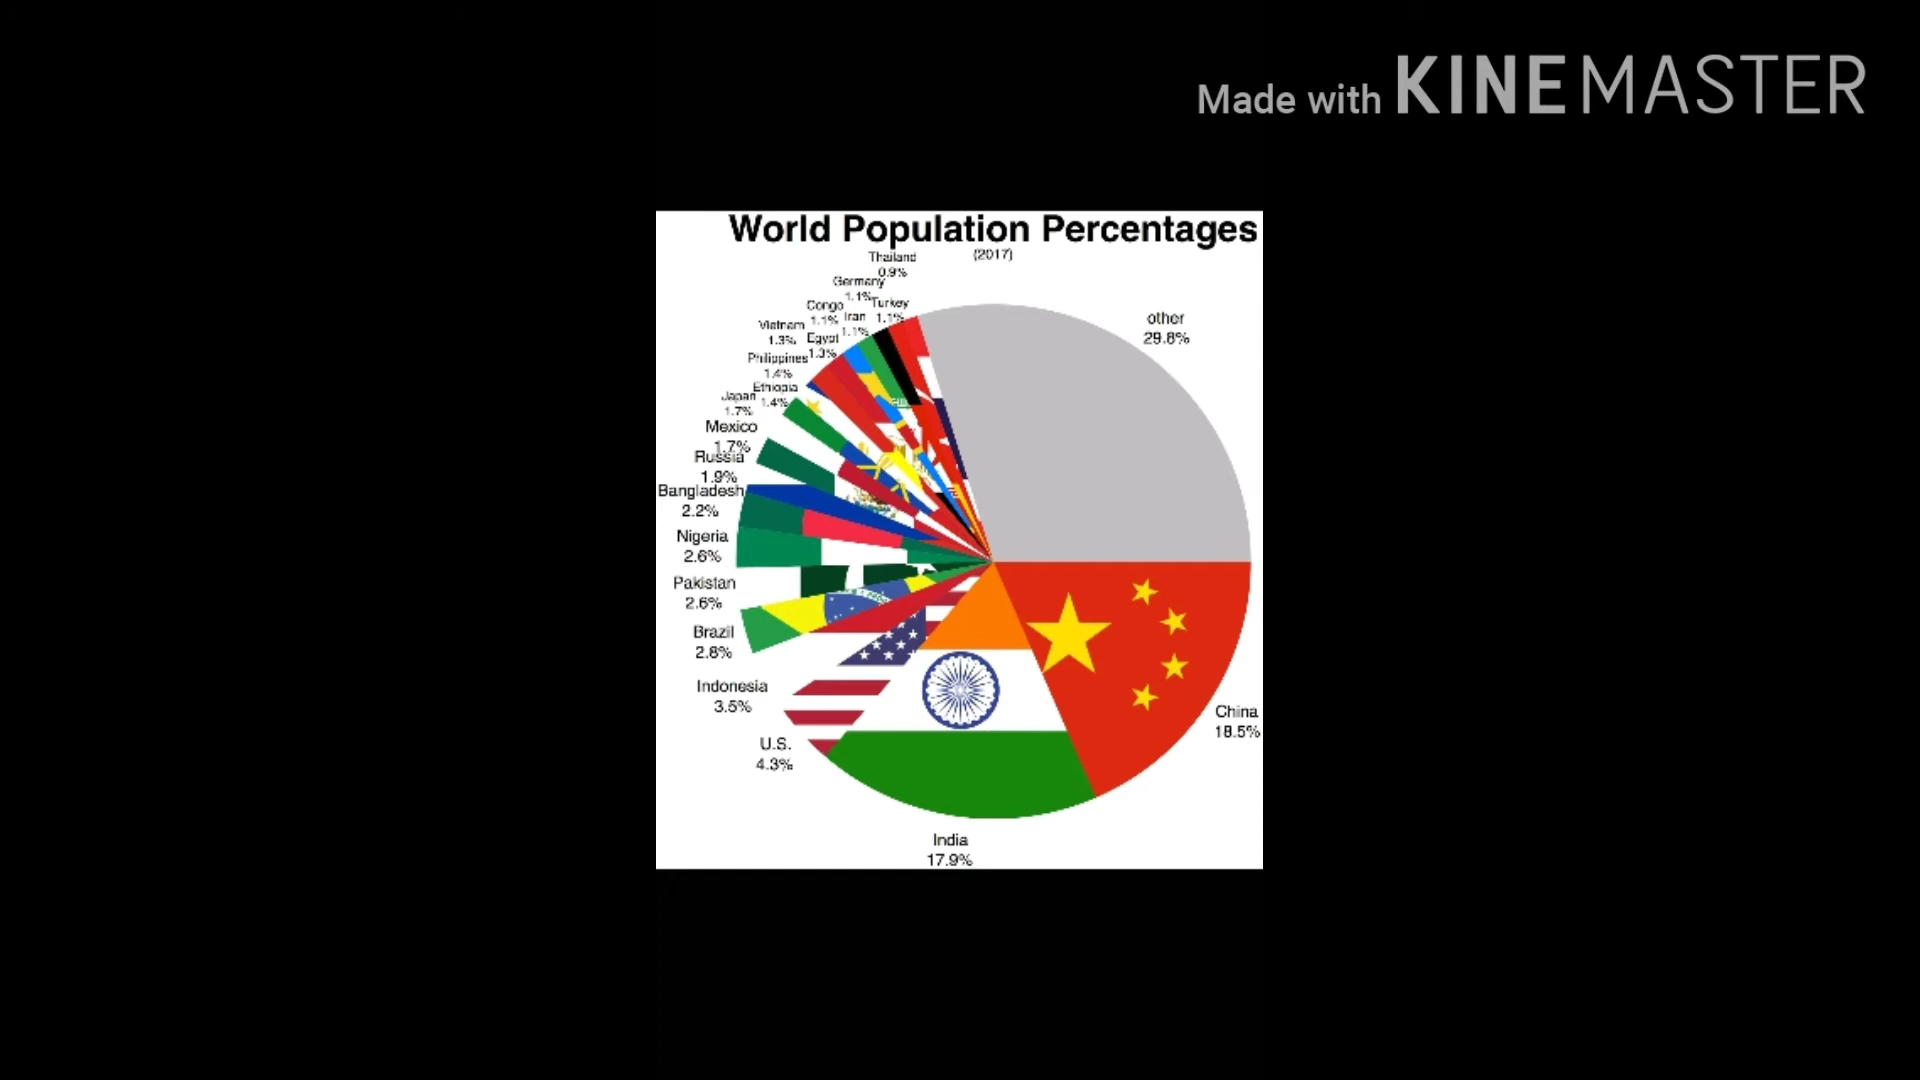 Made with KINEMASTER
World Population Percentages
(2017)
Thailand
0.9%
Germany
1.1%
Turkey
1.1%
Congo
1.1%
Iran
1.1%
Vietnam
1.3%
Egypt
1.3%
Philippines
1.4%
Ethiopia
1.4%
Japan
1.7%
Mexico
1.7%
Russia
1.9%
Bangladesh
2.2%
Nigeria
2.6%
Pakistan
2.6%
Brazil
2.8%
Indonesia
3.5%
U.S.
4.3%
India
17.9%
China
18.5%
other
29.8%